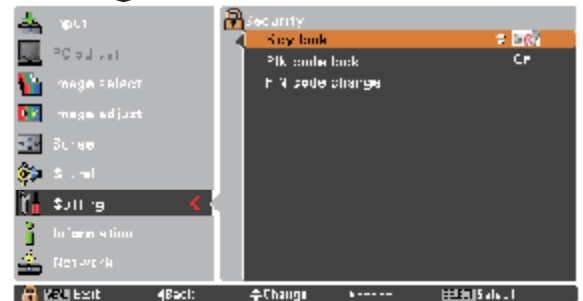 Input
PC adjust
Image select
Image adjust
Screen
Sound
Setting
Information
Network
Security
Key lock
PIN code lock
PIN code change
MENU Exit
Back
Change
-----
Select